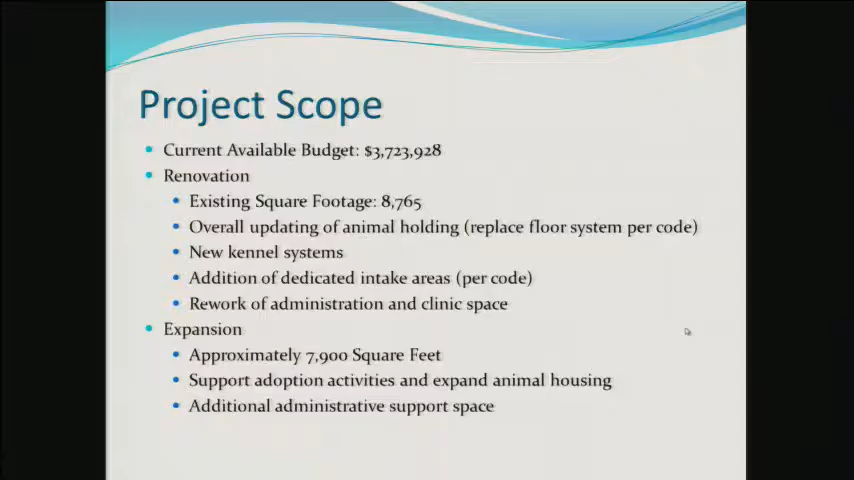 Project Scope
Current Available Budget: $3,723,928
Renovation
Existing Square Footage: 8,765
Overall updating of animal holding (replace floor system per code)
New kennel systems
Addition of dedicated intake areas (per code)
Rework of administration and clinic space
Expansion
Approximately 7,900 Square Feet
Support adoption activities and expand animal housing
Additional administrative support space